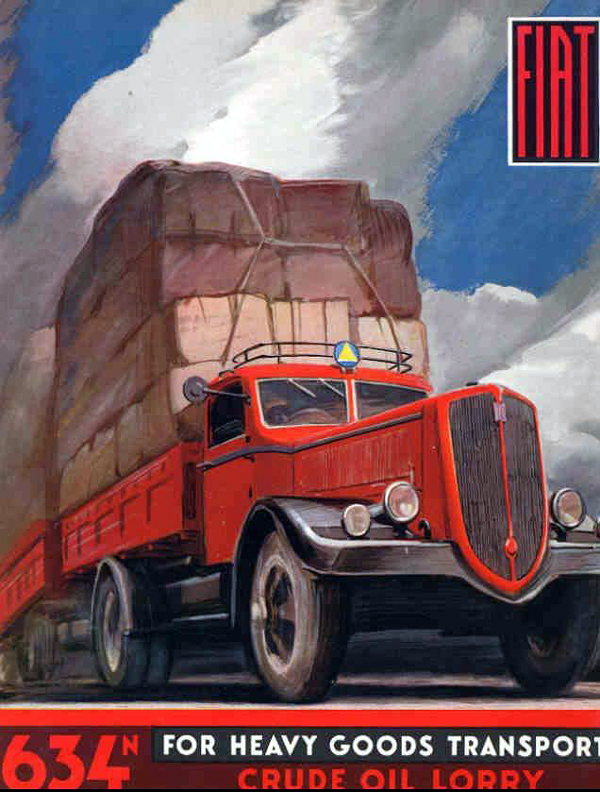 FIAT
634N
FOR HEAVY GOODS TRANSPORT
CRUDE OIL LORRY